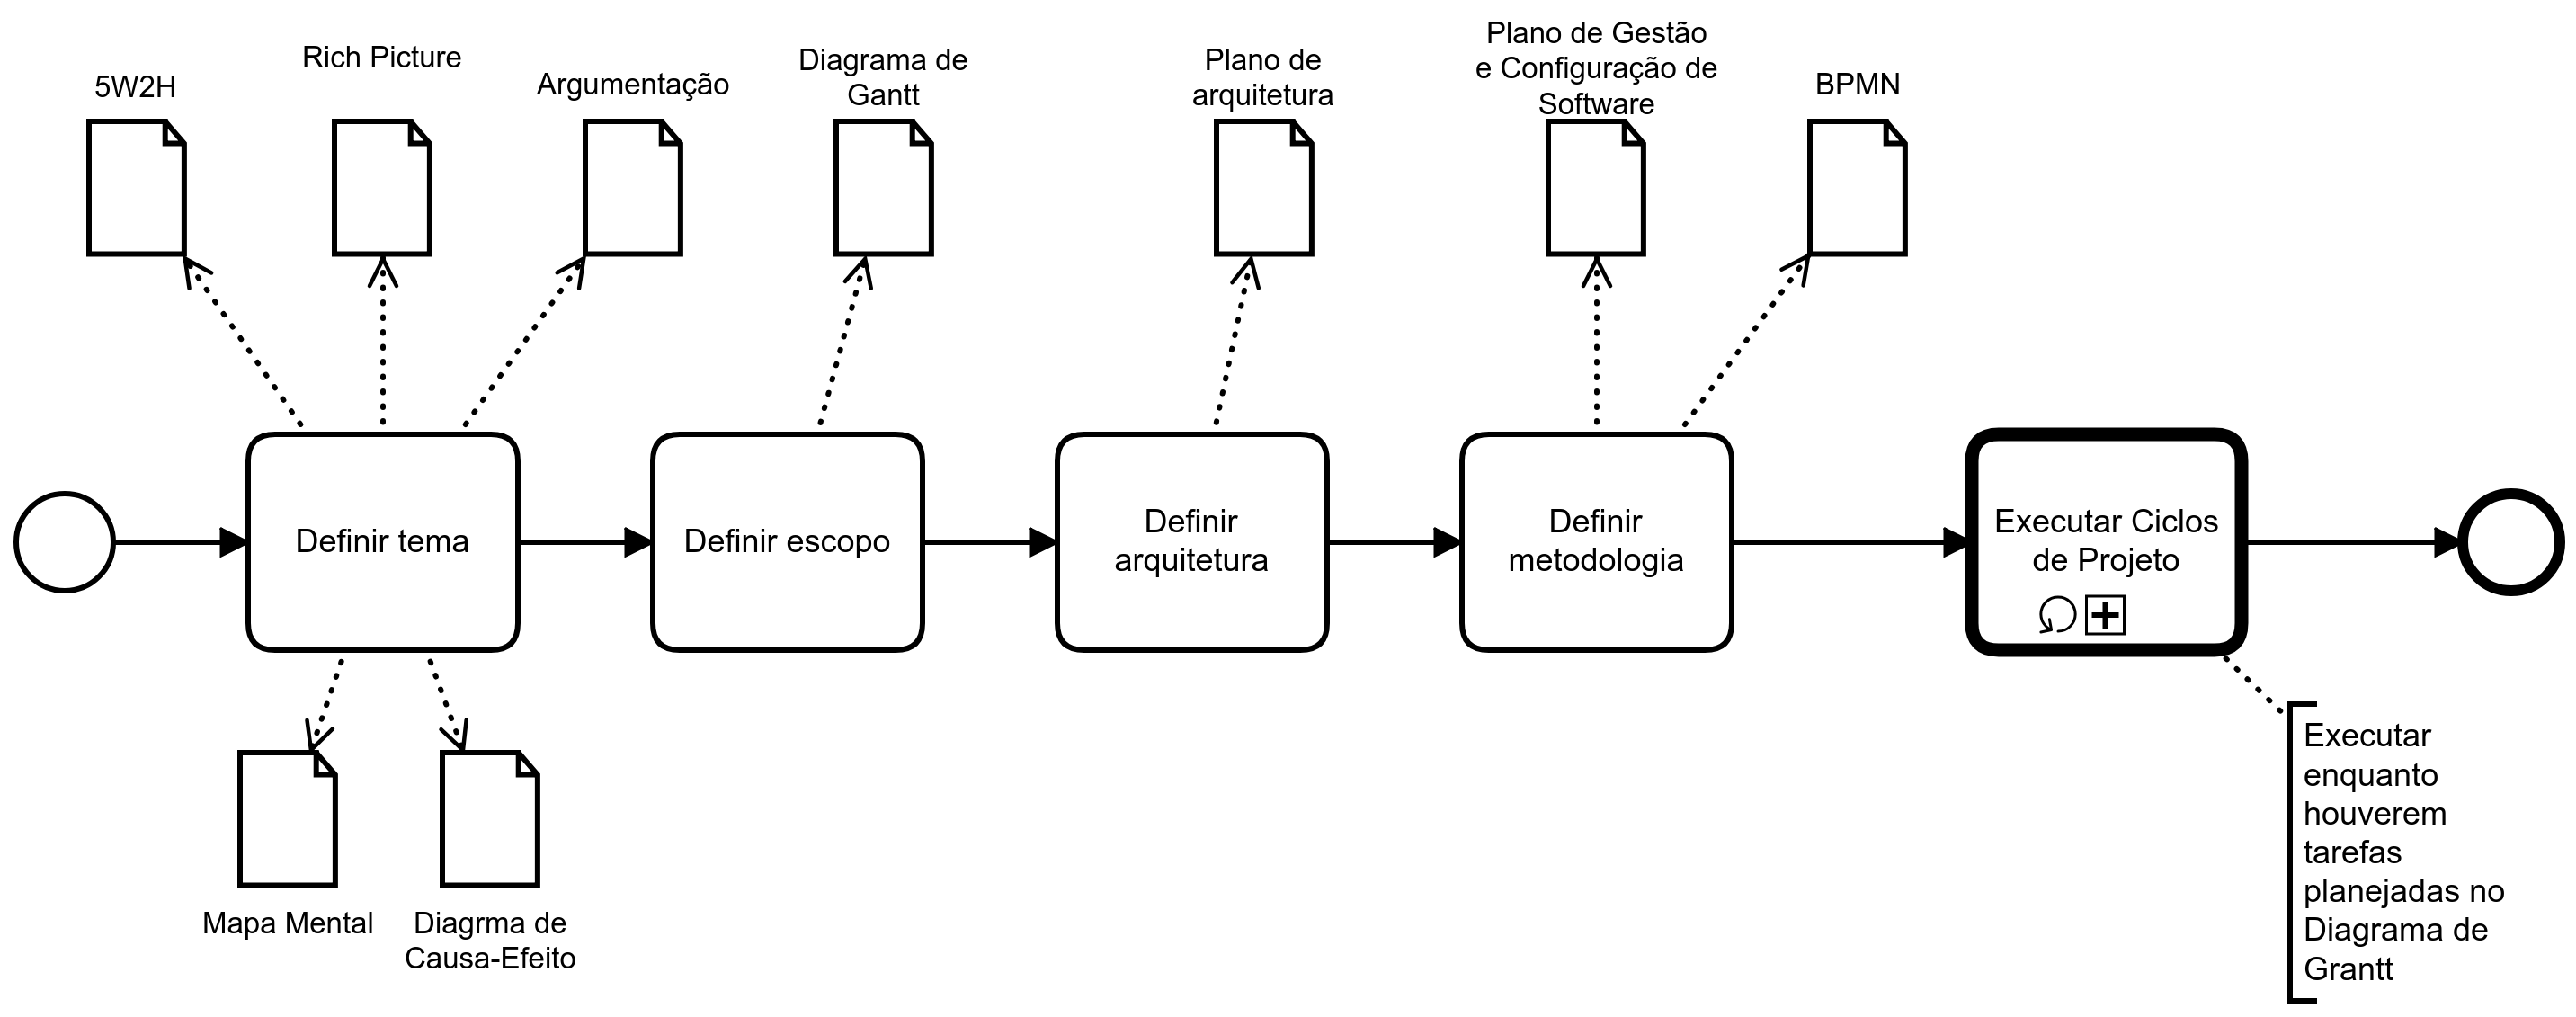 5W2H
Rich Picture
Argumentação
Diagrama de
Gantt
Plano de
arquitetura
Plano de Gestão
e Configuração de
Software
BPMN
Definir tema
Definir escopo
Definir
arquitetura
Definir
metodologia
Executar Ciclos
de Projeto
Mapa Mental
Diagrma de
Causa-Efeito
Executar
enquanto
houverem
tarefas
planejadas no
Diagrama de
Grantt